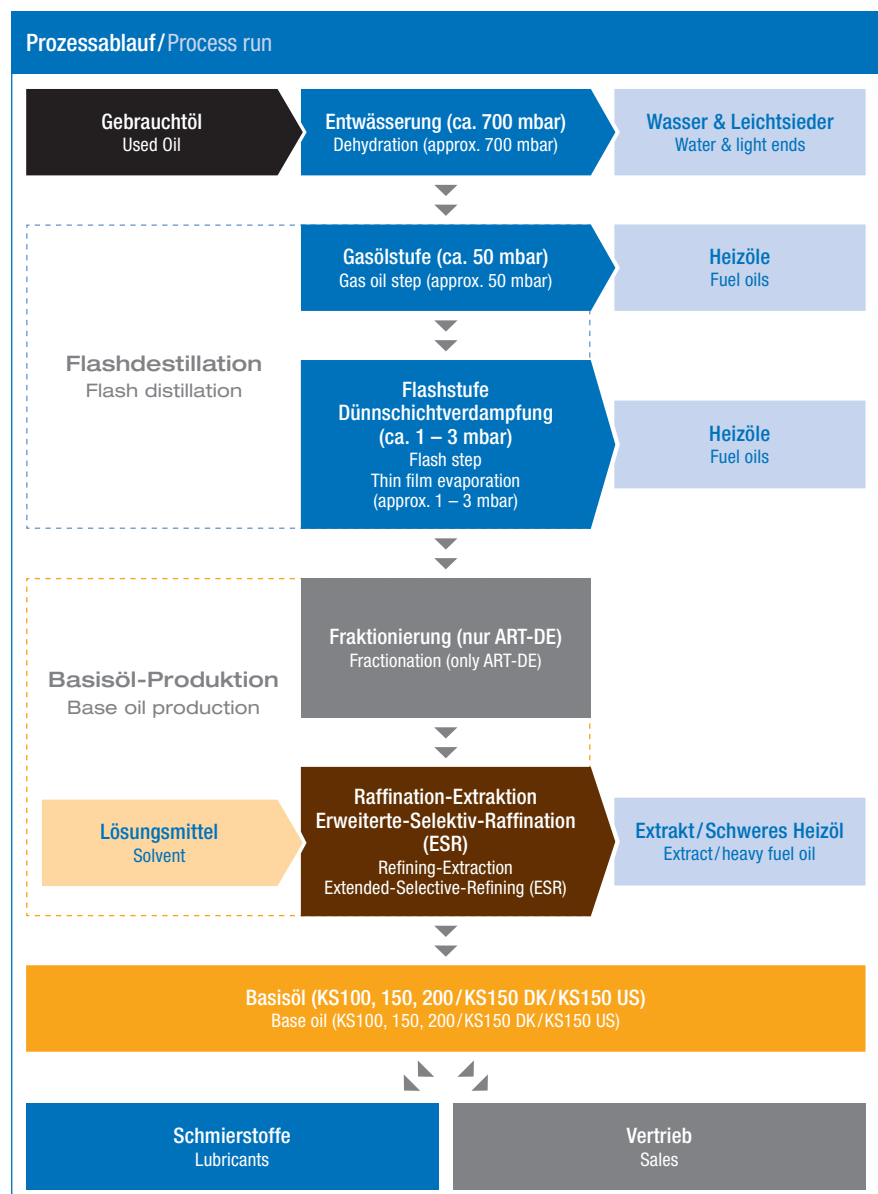 Prozessablauf/Process run
Gebrauchtöl
Used Oil
Entwässerung (ca. 700 mbar)
Dehydration (approx. 700 mbar)
Wasser & Leichtsieder
Water & light ends
Gasölstufe (ca. 50 mbar)
Gas oil step (approx. 50 mbar)
Heizöle
Fuel oils
Flashdestillation
Flash distillation
Flashstufe
Dünnschichtverdampfung
(ca. 1 – 3 mbar)
Flash step
Thin film evaporation
(approx. 1 – 3 mbar)
Heizöle
Fuel oils
Basisöl-Produktion
Base oil production
Fraktionierung (nur ART-DE)
Fractionation (only ART-DE)
Lösungsmittel
Solvent
Raffination-Extraktion
Erweiterte-Selektiv-Raffination
(ESR)
Refining-Extraction
Extended-Selective-Refining (ESR)
Extrakt/Schweres Heizöl
Extract/heavy fuel oil
Basisöl (KS100, 150, 200/KS150 DK/KS150 US)
Base oil (KS100, 150, 200/KS150 DK/KS150 US)
Schmierstoffe
Lubricants
Vertrieb
Sales